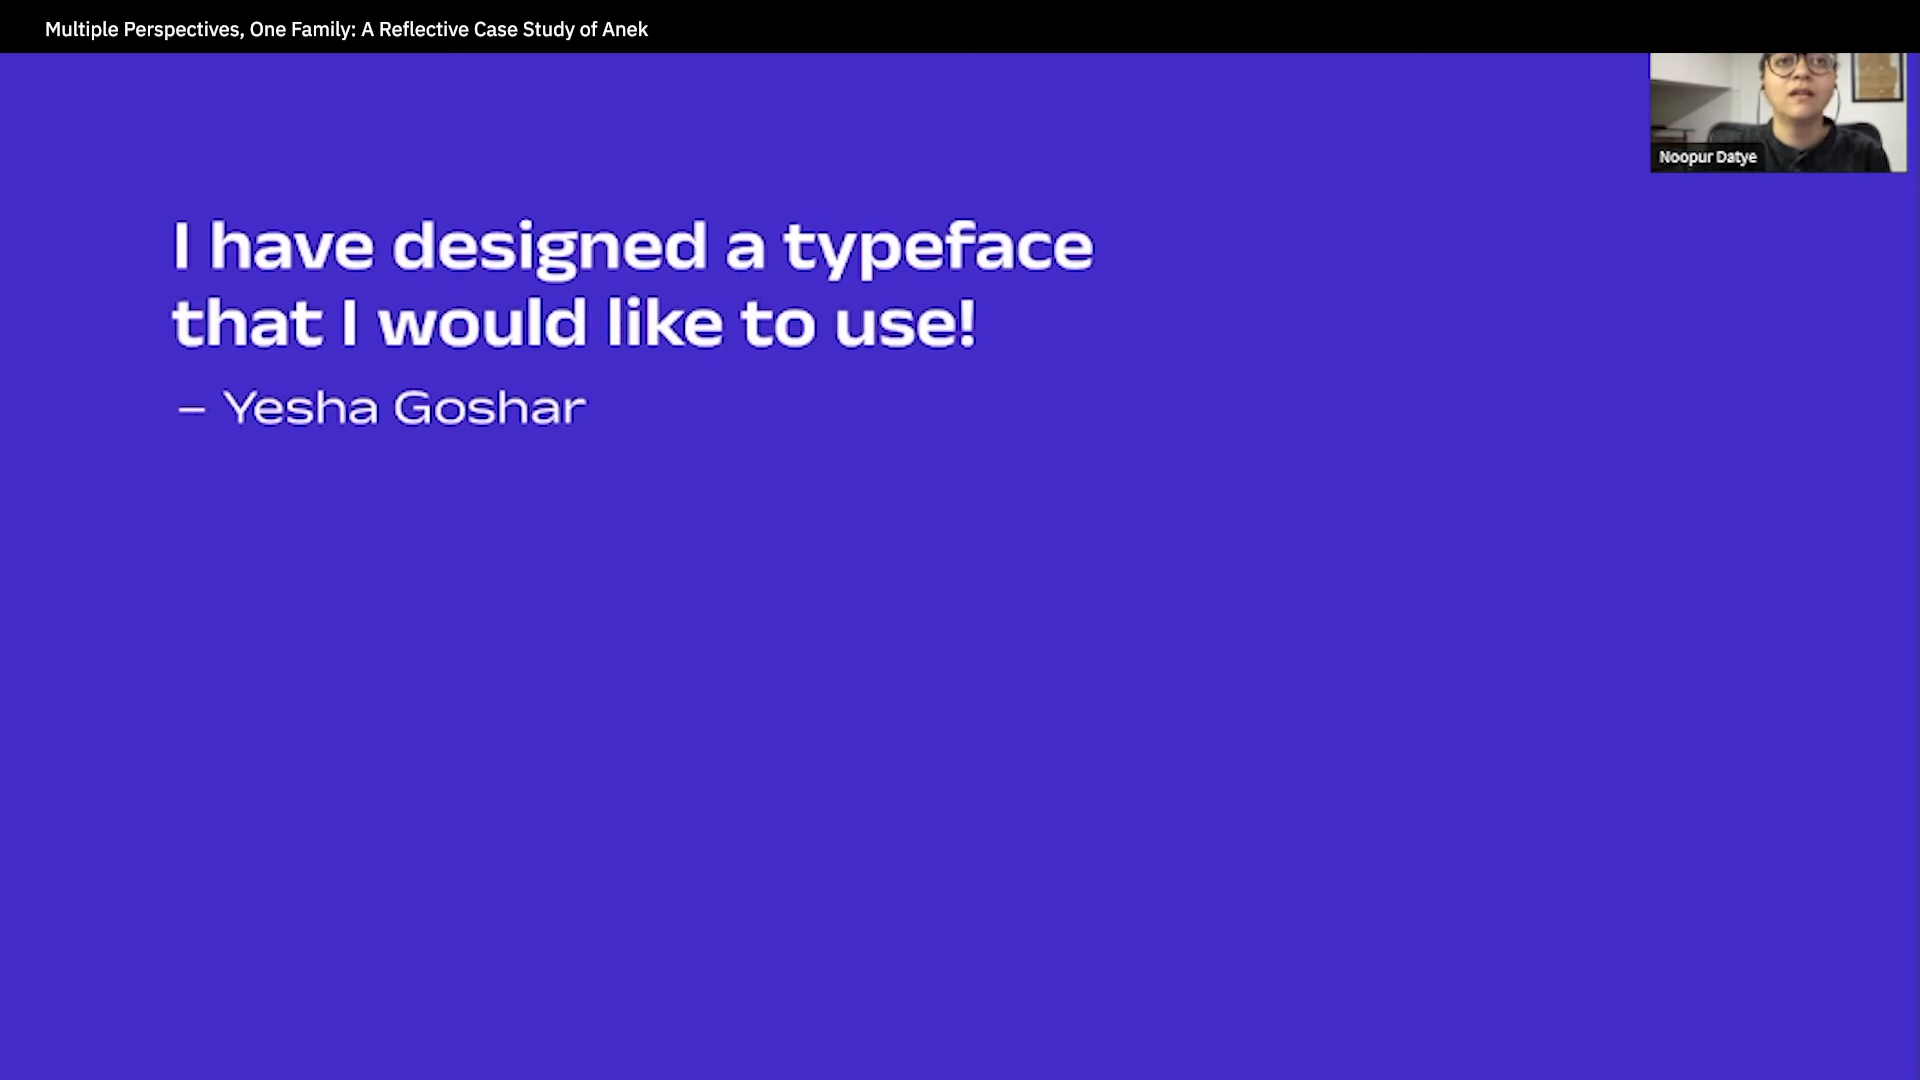 Multiple Perspectives, One Family: A Reflective Case Study of Anek
Noopur Datye
I have designed a typeface
that I would like to use!
– Yesha Goshar